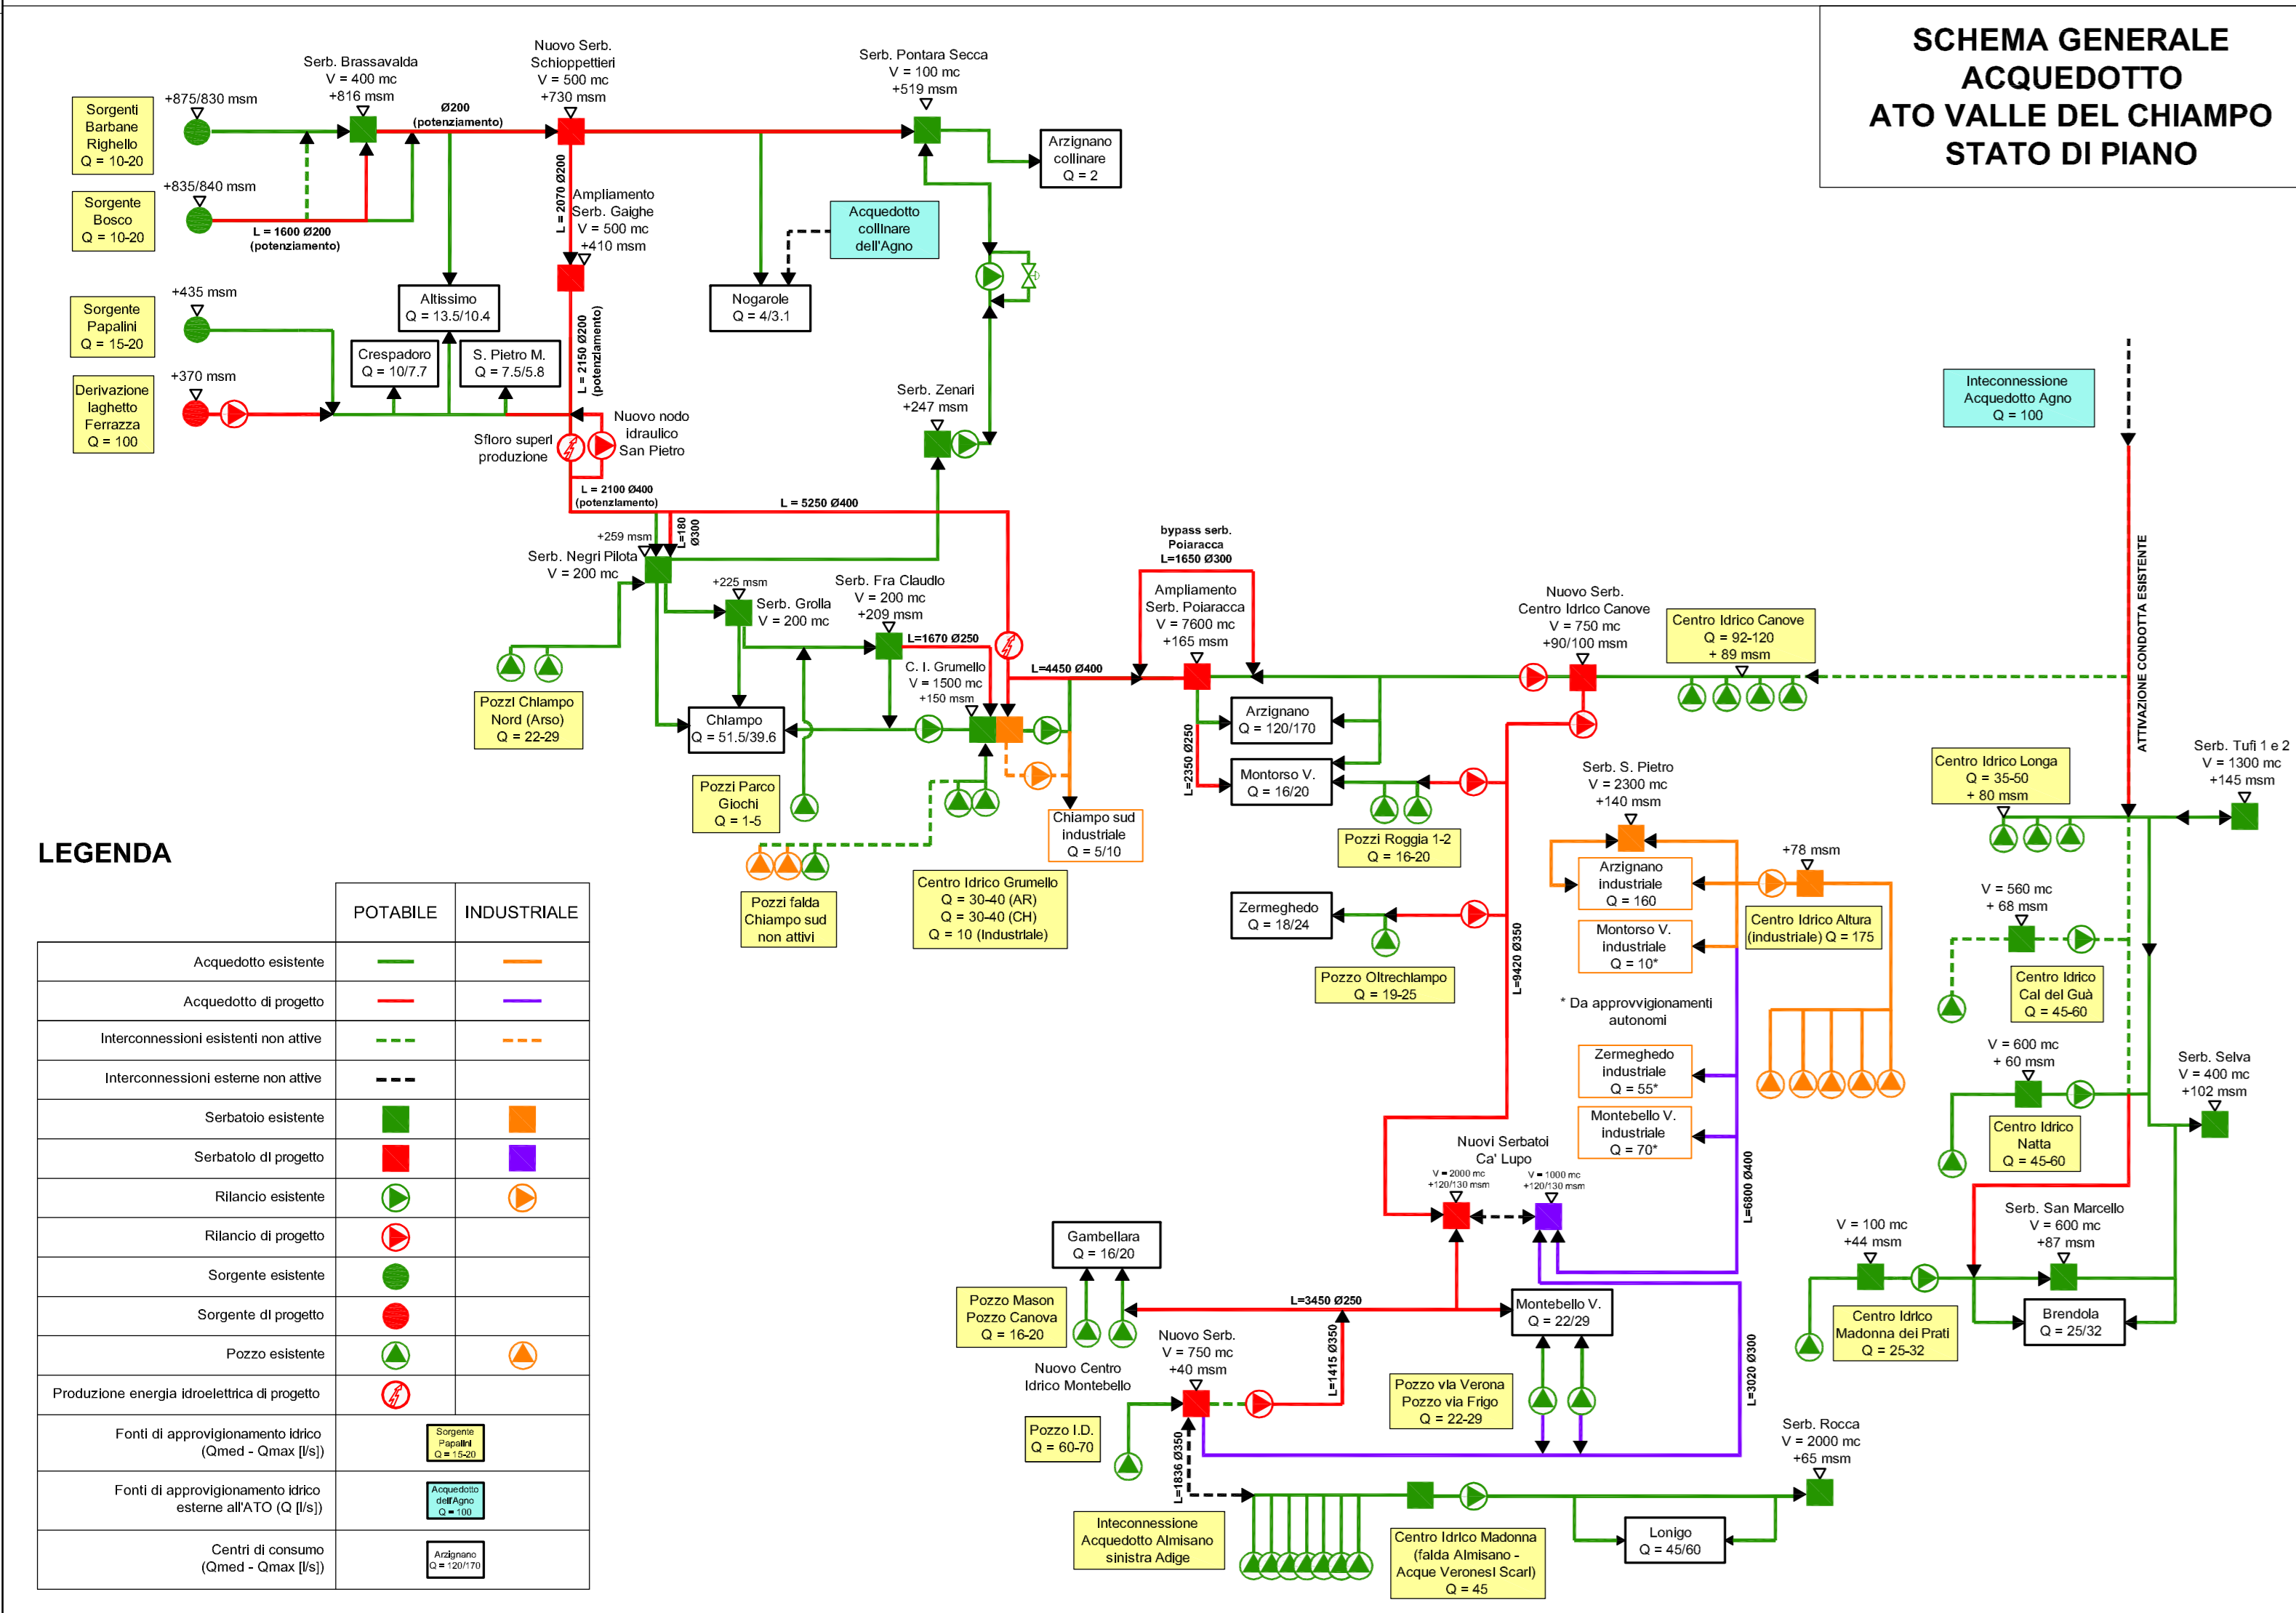 SCHEMA GENERALE
ACQUEDOTTO
ATO VALLE DEL CHIAMPO
STATO DI PIANO
Sorgenti
Barbane
Righello
Q = 10-20
+875/830 msm
Serb. Brassavalda
V = 400 mc
+816 msm
Ø200
(potenziamento)
Nuovo Serb.
Schioppettieri
V = 500 mc
+730 msm
Serb. Pontara Secca
V = 100 mc
+519 msm
Arzignano
collinare
Q = 2
Sorgente
Bosco
Q = 10-20
+835/840 msm
L = 1600 Ø200
(potenziamento)
L = 2070 Ø200
Ampliamento
Serb. Gaighe
V = 500 mc
+410 msm
Acquedotto
collinare
dell'Agno
Sorgente
Papalini
Q = 15-20
+435 msm
Altissimo
Q = 13.5/10.4
Nogarole
Q = 4/3.1
Crespadoro
Q = 10/7.7
S. Pietro M.
Q = 7.5/5.8
L = 2150 Ø200
(potenziamento)
Derivazione
laghetto
Ferrazza
Q = 100
+370 msm
Sfioro superi
produzione
Nuovo nodo
idraulico
San Pietro
Serb. Zenari
+247 msm
Inteconnessione
Acquedotto Agno
Q = 100
L = 2100 Ø400
(potenziamento)
L = 5250 Ø400
L=180
Ø300
+259 msm
Serb. Negri Pilota
V = 200 mc
+225 msm
Serb. Grolla
V = 200 mc
Serb. Fra Claudio
V = 200 mc
+209 msm
L=1670 Ø250
C. I. Grumello
V = 1500 mc
+150 msm
L=4450 Ø400
bypass serb.
Poiaracca
L=1650 Ø300
Ampliamento
Serb. Poiaracca
V = 7600 mc
+165 msm
Nuovo Serb.
Centro Idrico Canove
V = 750 mc
+90/100 msm
Centro Idrico Canove
Q = 92-120
+ 89 msm
ATTIVAZIONE CONDOTTA ESISTENTE
Pozzi Chiampo
Nord (Arso)
Q = 22-29
Chiampo
Q = 51.5/39.6
Pozzi Parco
Giochi
Q = 1-5
Pozzi falda
Chiampo sud
non attivi
Centro Idrico Grumello
Q = 30-40 (AR)
Q = 30-40 (CH)
Q = 10 (Industriale)
Chiampo sud
industriale
Q = 5/10
L=2350 Ø250
Arzignano
Q = 120/170
Montorso V.
Q = 16/20
Pozzi Roggia 1-2
Q = 16-20
Zermeghedo
Q = 18/24
Pozzo Oltrechiampo
Q = 19-25
L=9420 Ø350
Serb. S. Pietro
V = 2300 mc
+140 msm
Arzignano
industriale
Q = 160
Montorso V.
industriale
Q = 10*
* Da approvvigionamenti
autonomi
Zermeghedo
industriale
Q = 55*
Montebello V.
industriale
Q = 70*
+78 msm
Centro Idrico Altura
(industriale) Q = 175
L=6800 Ø400
Centro Idrico Longa
Q = 35-50
+ 80 msm
Serb. Tufi 1 e 2
V = 1300 mc
+145 msm
V = 560 mc
+ 68 msm
Centro Idrico
Cal del Guà
Q = 45-60
V = 600 mc
+ 60 msm
Centro Idrico
Natta
Q = 45-60
Serb. Selva
V = 400 mc
+102 msm
Serb. San Marcello
V = 600 mc
+87 msm
V = 100 mc
+44 msm
Centro Idrico
Madonna dei Prati
Q = 25-32
Brendola
Q = 25/32
Nuovi Serbatoi
Ca' Lupo
V = 2000 mc
+120/130 msm
V = 1000 mc
+120/130 msm
Gambellara
Q = 16/20
Pozzo Mason
Pozzo Canova
Q = 16-20
L=3450 Ø250
Montebello V.
Q = 22/29
Nuovo Serb.
V = 750 mc
+40 msm
Nuovo Centro
Idrico Montebello
L=1415 Ø350
Pozzo I.D.
Q = 60-70
Pozzo via Verona
Pozzo via Frigo
Q = 22-29
L=3020 Ø300
L=1836 Ø350
Inteconnessione
Acquedotto Almisano
sinistra Adige
Centro Idrico Madonna
(falda Almisano -
Acque Veronesi Scarl)
Q = 45
Lonigo
Q = 45/60
Serb. Rocca
V = 2000 mc
+65 msm
LEGENDA
POTABILE
INDUSTRIALE
Acquedotto esistente
Acquedotto di progetto
Interconnessioni esistenti non attive
Interconnessioni esterne non attive
Serbatoio esistente
Serbatoio di progetto
Rilancio esistente
Rilancio di progetto
Sorgente esistente
Sorgente di progetto
Pozzo esistente
Produzione energia idroelettrica di progetto
Fonti di approvigionamento idrico
(Qmed - Qmax [l/s])
Sorgente
Papalini
Q = 15-20
Fonti di approvigionamento idrico
esterne all'ATO (Q [l/s])
Acquedotto
dell'Agno
Q = 100
Centri di consumo
(Qmed - Qmax [l/s])
Arzignano
Q = 120/170